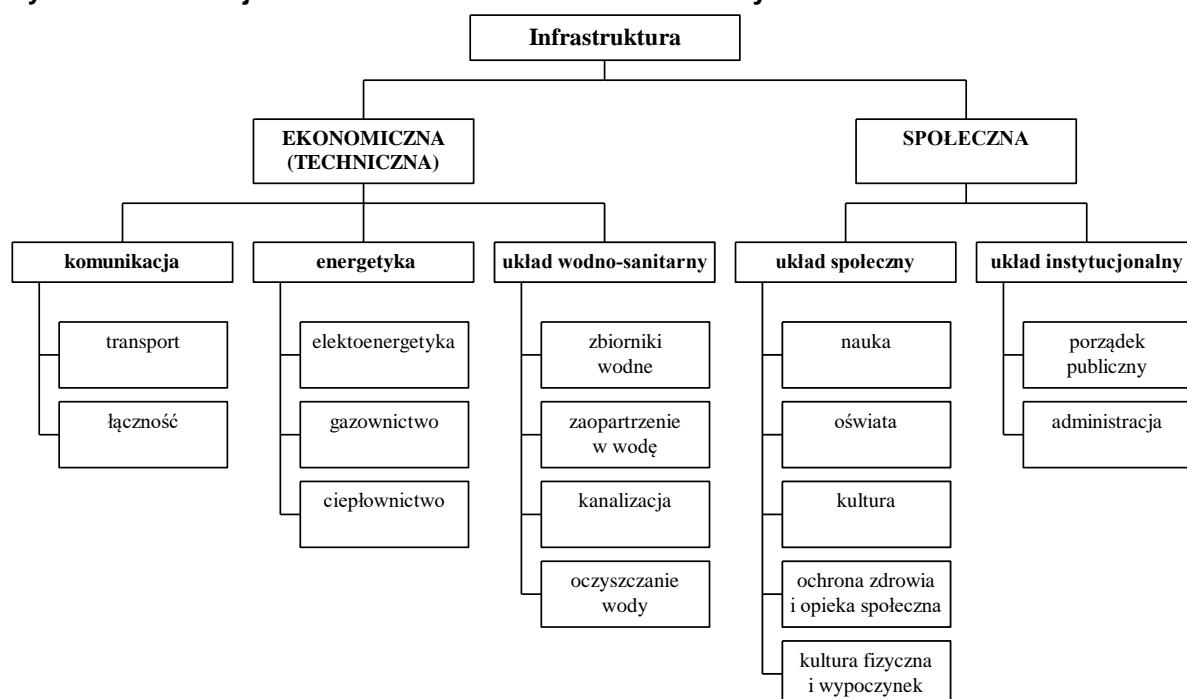 Infrastruktura
EKONOMICZNA
(TECHNICZNA)
SPOŁECZNA
komunikacja
energetyka
układ wodno-sanitarny
układ społeczny
układ instytucjonalny
transport
łączność
elektoenergetyka
gazownictwo
ciepłownictwo
zbiorniki
wodne
zaopartrzenie
w wodę
kanalizacja
oczyszczanie
wody
nauka
oświata
kultura
ochrona zdrowia
i opieka społeczna
kultura fizyczna
i wypoczynek
porządek
publiczny
administracja